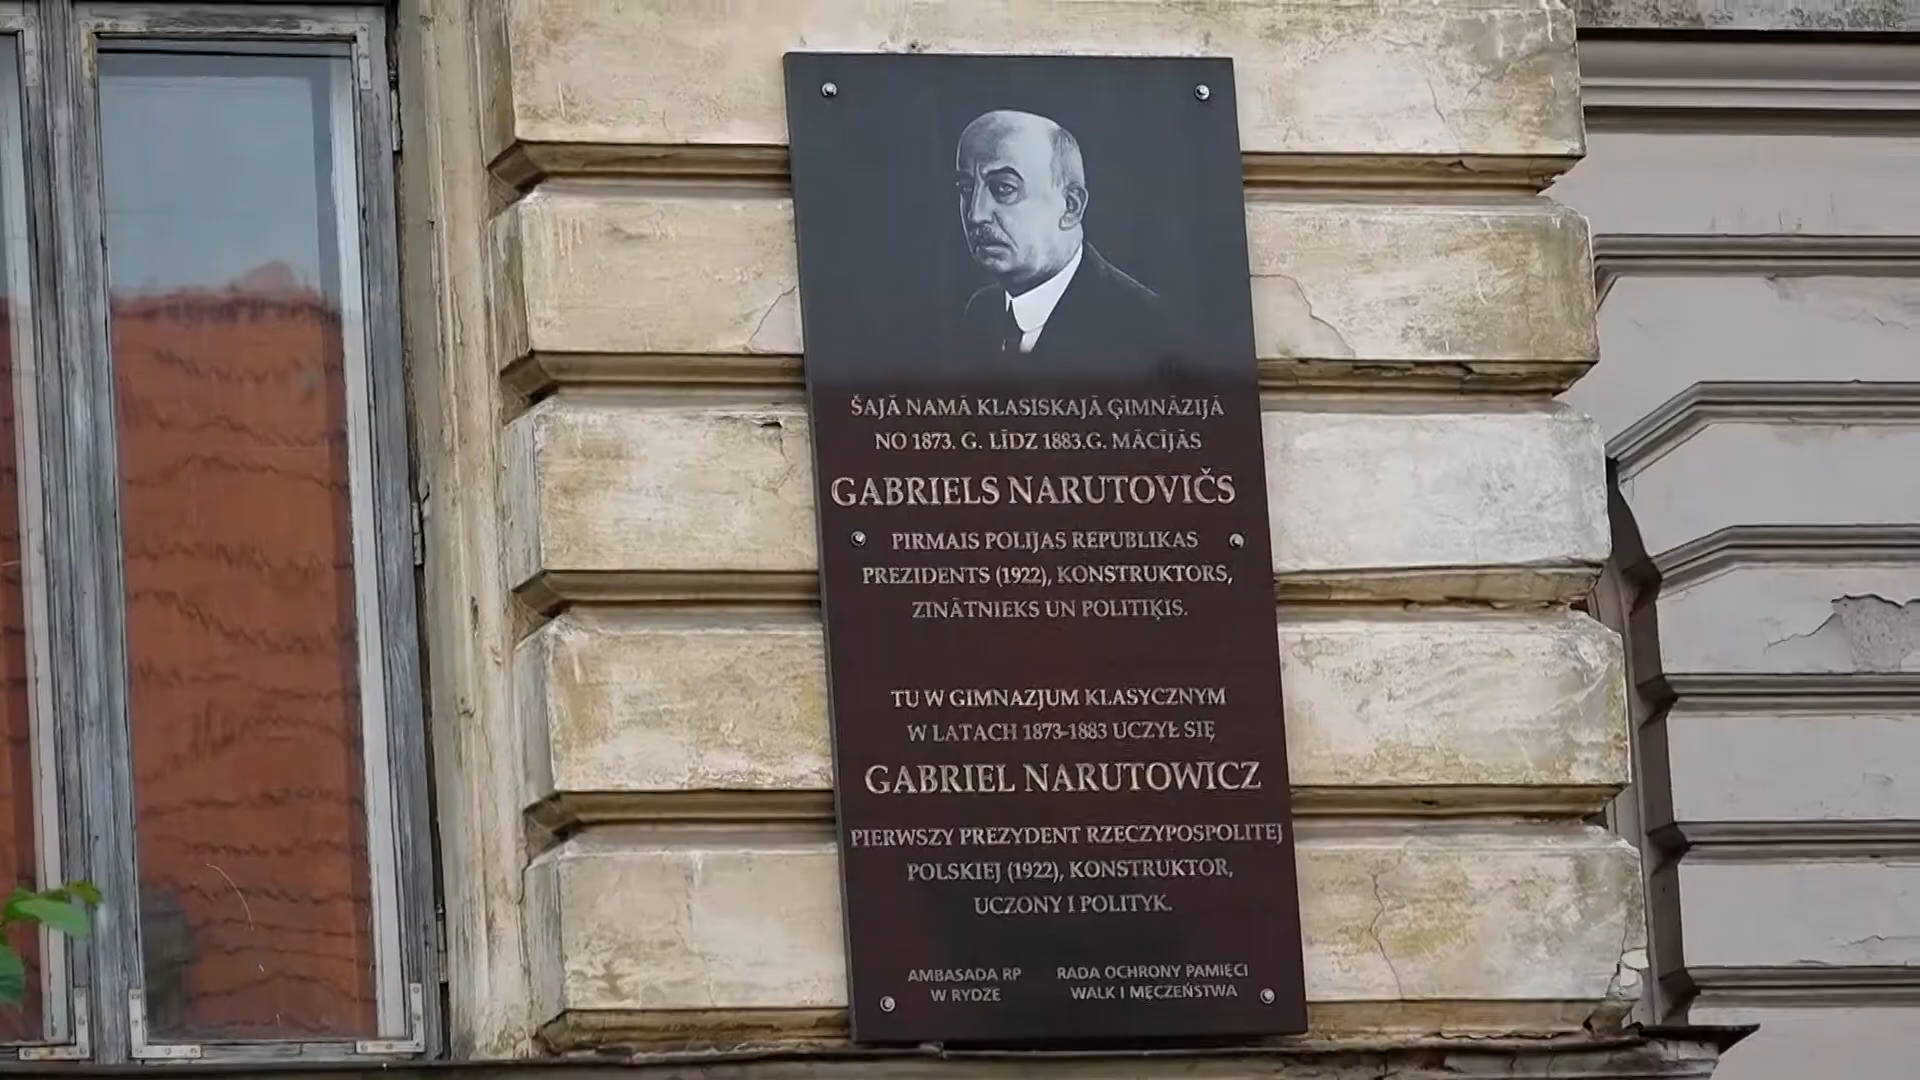 ŠAJĀ NAMĀ KLASISKAJĀ ĢIMNĀZIJĀ
NO 1873. G. LĪDZ 1883.G. MĀCĪJĀS
GABRIELS NARUTOVIČS
PIRMAIS POLIJAS REPUBLIKAS
PREZIDENTS (1922), KONSTRUKTORS,
ZINĀTNIEKS UN POLITIĶIS.
TU W GIMNAZJUM KLASYCZNYM
W LATACH 1873-1883 UCZYŁ SIĘ
GABRIEL NARUTOWICZ
PIERWSZY PREZYDENT RZECZYPOSPOLITEJ
POLSKIEJ (1922), KONSTRUKTOR,
UCZONY I POLITYK.
AMBASADA RP
W RYDZE
RADA OCHRONY PAMIĘCI
WALK I MĘCZEŃSTWA